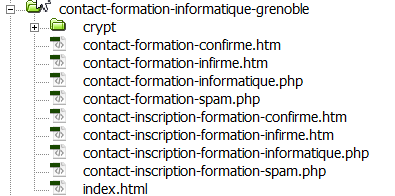 contact-formation-informatique-grenoble
crypt
contact-formation-confirme.htm
contact-formation-infirme.htm
contact-formation-informatique.php
contact-formation-spam.php
contact-inscription-formation-confirme.htm
contact-inscription-formation-infirme.htm
contact-inscription-formation-informatique.php
contact-inscription-formation-spam.php
index.html